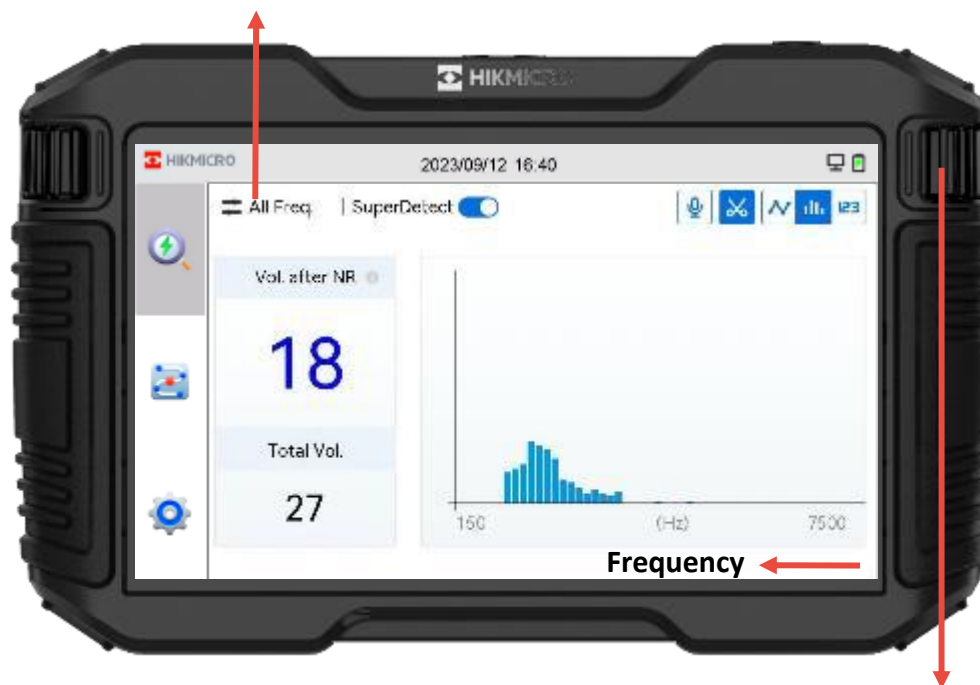 HIKMICRO
HIKMICRO
2023/09/12 16:40
All Freq. | SuperDetect
123
Vol. after NR
18
Total Vol.
27
150 (Hz) 7500
Frequency